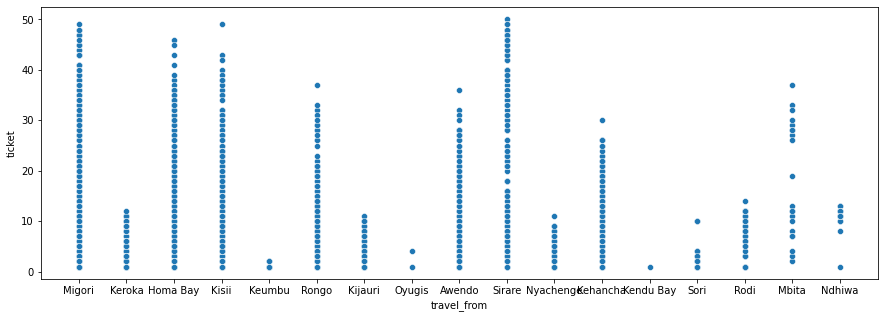 50
40
30
20
10
0
ticket
Migori Keroka Homa Bay Kisii Keumbu Rongo Kijauri Oyugis Awendo Sirare Nyachenge Kehancha Kendu Bay Sori Rodi Mbita Ndhiwa
travel_from